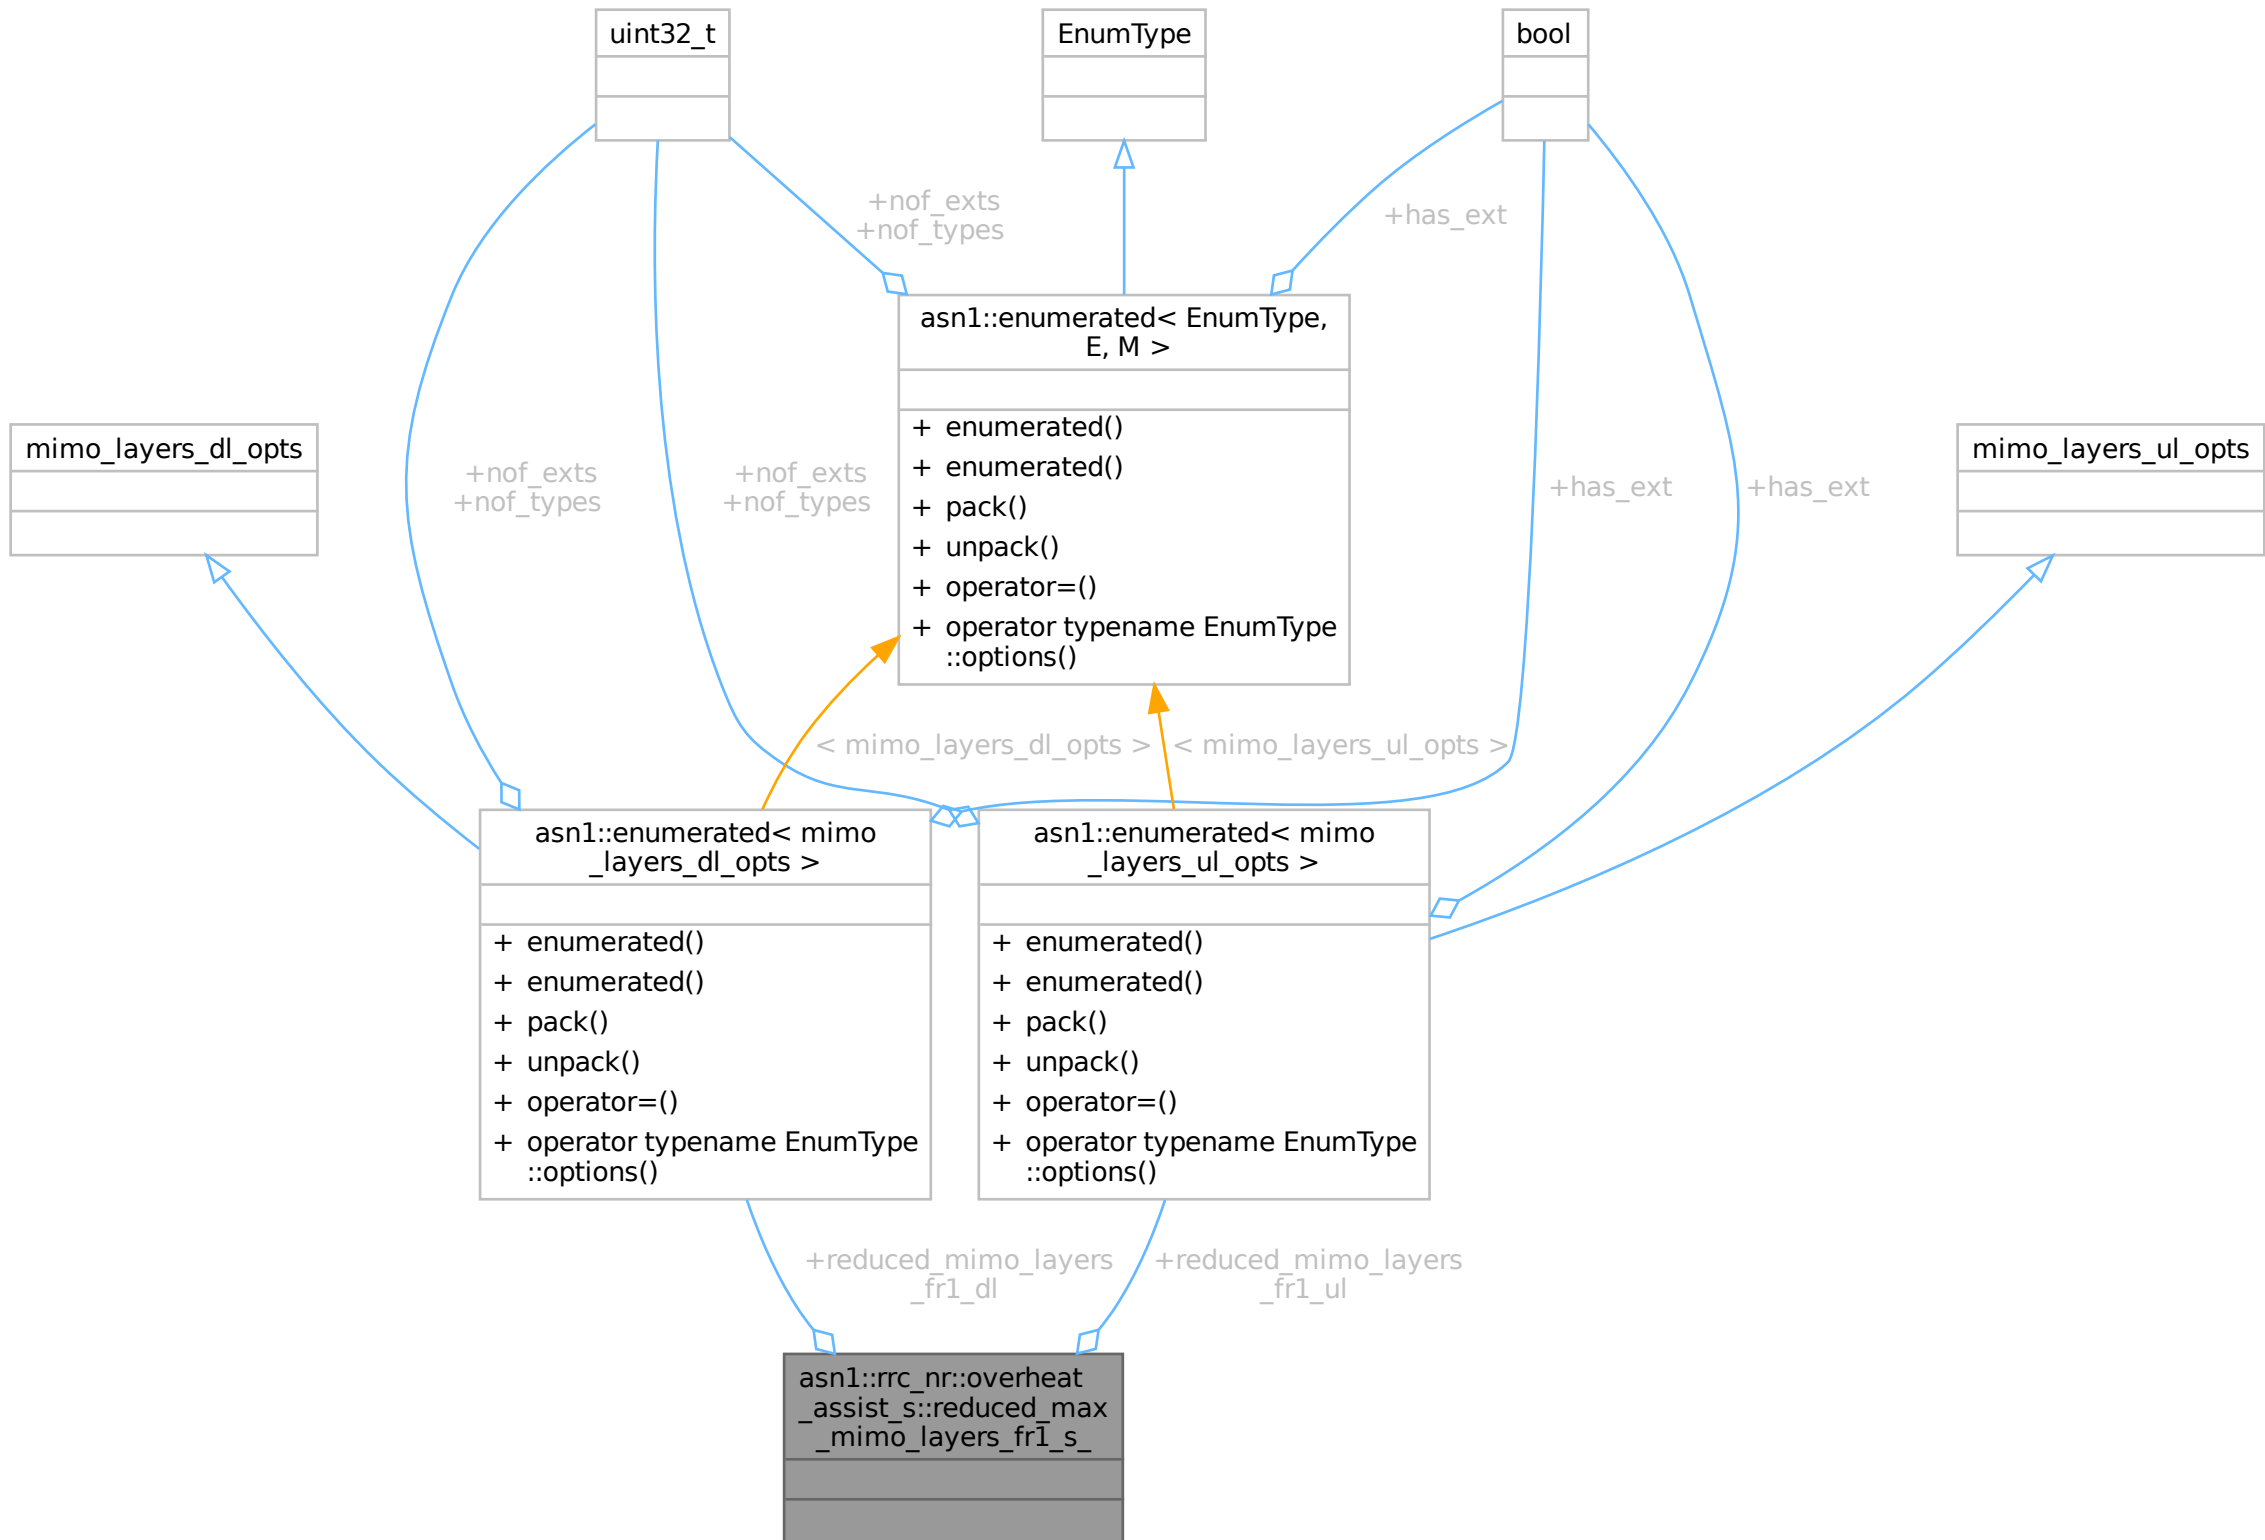 uint32_t
EnumType
bool
+nof_exts
+nof_types
+has_ext
asn1::enumerated< EnumType,
E, M >
+ enumerated()
+ enumerated()
+ pack()
+ unpack()
+ operator=()
+ operator typename EnumType
::options()
mimo_layers_dl_opts
+nof_exts
+nof_types
+nof_exts
+nof_types
+has_ext
+has_ext
mimo_layers_ul_opts
< mimo_layers_dl_opts >
< mimo_layers_ul_opts >
asn1::enumerated< mimo
_layers_dl_opts >
+ enumerated()
+ enumerated()
+ pack()
+ unpack()
+ operator=()
+ operator typename EnumType
::options()
asn1::enumerated< mimo
_layers_ul_opts >
+ enumerated()
+ enumerated()
+ pack()
+ unpack()
+ operator=()
+ operator typename EnumType
::options()
+reduced_mimo_layers
_fr1_dl
+reduced_mimo_layers
_fr1_ul
asn1::rrc_nr::overheat
_assist_s::reduced_max
_mimo_layers_fr1_s_